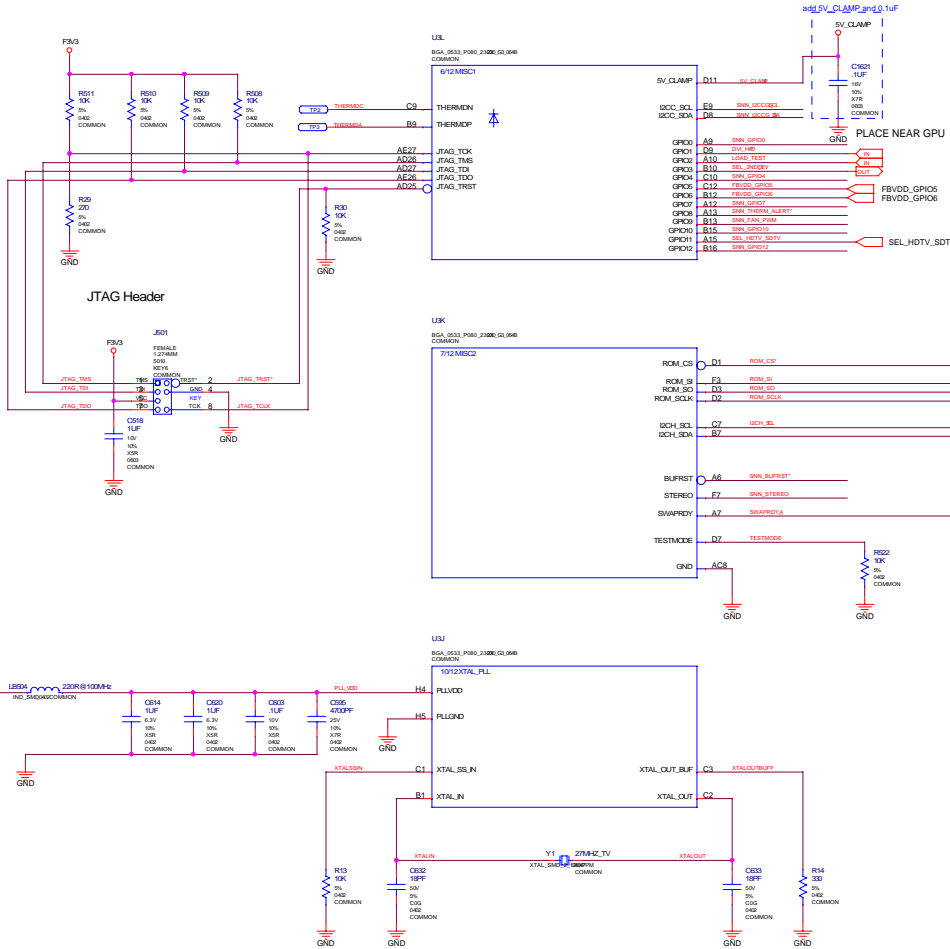 add 5V_CLAMP and 0.1uF
5V_CLAMP
C1621
.1UF
16V
10%
X7R
0603
COMMON
GND
PLACE NEAR GPU
F3V3
R511
10K
5%
0402
COMMON
R510
10K
5%
0402
COMMON
R509
10K
5%
0402
COMMON
R508
10K
5%
0402
COMMON
R29
270
5%
0402
COMMON
GND
R30
10K
5%
0402
COMMON
GND
U3L
COMMON
6/12 MISC1
TP2
THERMDC
C9
THERMDN
TP3
THERMDA
B9
THERMDP
AE27
JTAG_TCK
AD26
JTAG_TMS
AD27
JTAG_TDI
AE26
JTAG_TDO
AD25
JTAG_TRST
5V_CLAMP
D11
5V_CLAMP
I2CC_SCL
E9
I2CC_SDA
D8
GPIO0
A9
SNN_GPIO0
GPIO1
D9
DVI_HPD
IN
GPIO2
A10
LOAD_TEST
IN
GPIO3
B10
SEL_2NDDEV
OUT
GPIO4
C10
SNN_GPIO4
GPIO5
C12
FBVDD_GPIO5
FBVDD_GPIO5
GPIO6
B12
FBVDD_GPIO6
FBVDD_GPIO6
GPIO7
A12
SNN_GPIO7
GPIO8
A13
SNN_THERM_ALERT*
GPIO9
B13
SNN_FAN_PWM
GPIO10
B15
SNN_GPIO10
GPIO11
A15
SEL_HDTV_SDTV
SEL_HDTV_SDT
GPIO12
B16
SNN_GPIO12
JTAG Header
F3V3
J501
FEMALE
1.274MM
S010
KEY6
COMMON
JTAG_TMS
TMS
TRST*
2
JTAG_TRST*
JTAG_TDI
GND
4
KEY
JTAG_TDO
TCK
8
JTAG_TCLK
C518
1UF
10V
10%
X5R
0603
COMMON
GND
GND
U3K
COMMON
7/12 MISC2
ROM_CS
D1
ROM_CS*
ROM_SI
F3
ROM_SI
ROM_SO
D3
ROM_SO
ROM_SCLK
D2
ROM_SCLK
I2CH_SCL
C7
I2CH_SCL
I2CH_SDA
B7
BUFRST
A6
SNN_BUFRST*
STEREO
F7
SNN_STEREO
SWAPRDY
A7
SWAPRDYA
TESTMODE
D7
TESTMODE
GND
AC8
GND
R522
10K
5%
0402
COMMON
GND
U3J
COMMON
10/12 XTAL_PLL
LB504
220R@100MHz
IND_SMD0402COMMON
PLL_VDD
H4
PLLVDD
H5
PLLGND
GND
C614
1UF
6.3V
10%
X5R
0402
COMMON
C620
1UF
6.3V
10%
X5R
0402
COMMON
C603
.1UF
10V
10%
X5R
0402
COMMON
C595
4700PF
25V
10%
X7R
0402
COMMON
GND
XTALSSIN
C1
XTAL_SS_IN
B1
XTAL_IN
XTAL_OUT_BUF
C3
XTALOUTBUFF
XTAL_OUT
C2
XTALIN
Y1
27MHZ_TV
COMMON
XTALOUT
R13
10K
5%
0402
COMMON
GND
C632
18PF
50V
5%
C0G
0402
COMMON
GND
C633
18PF
50V
5%
C0G
0402
COMMON
GND
R14
330
5%
0402
COMMON
GND